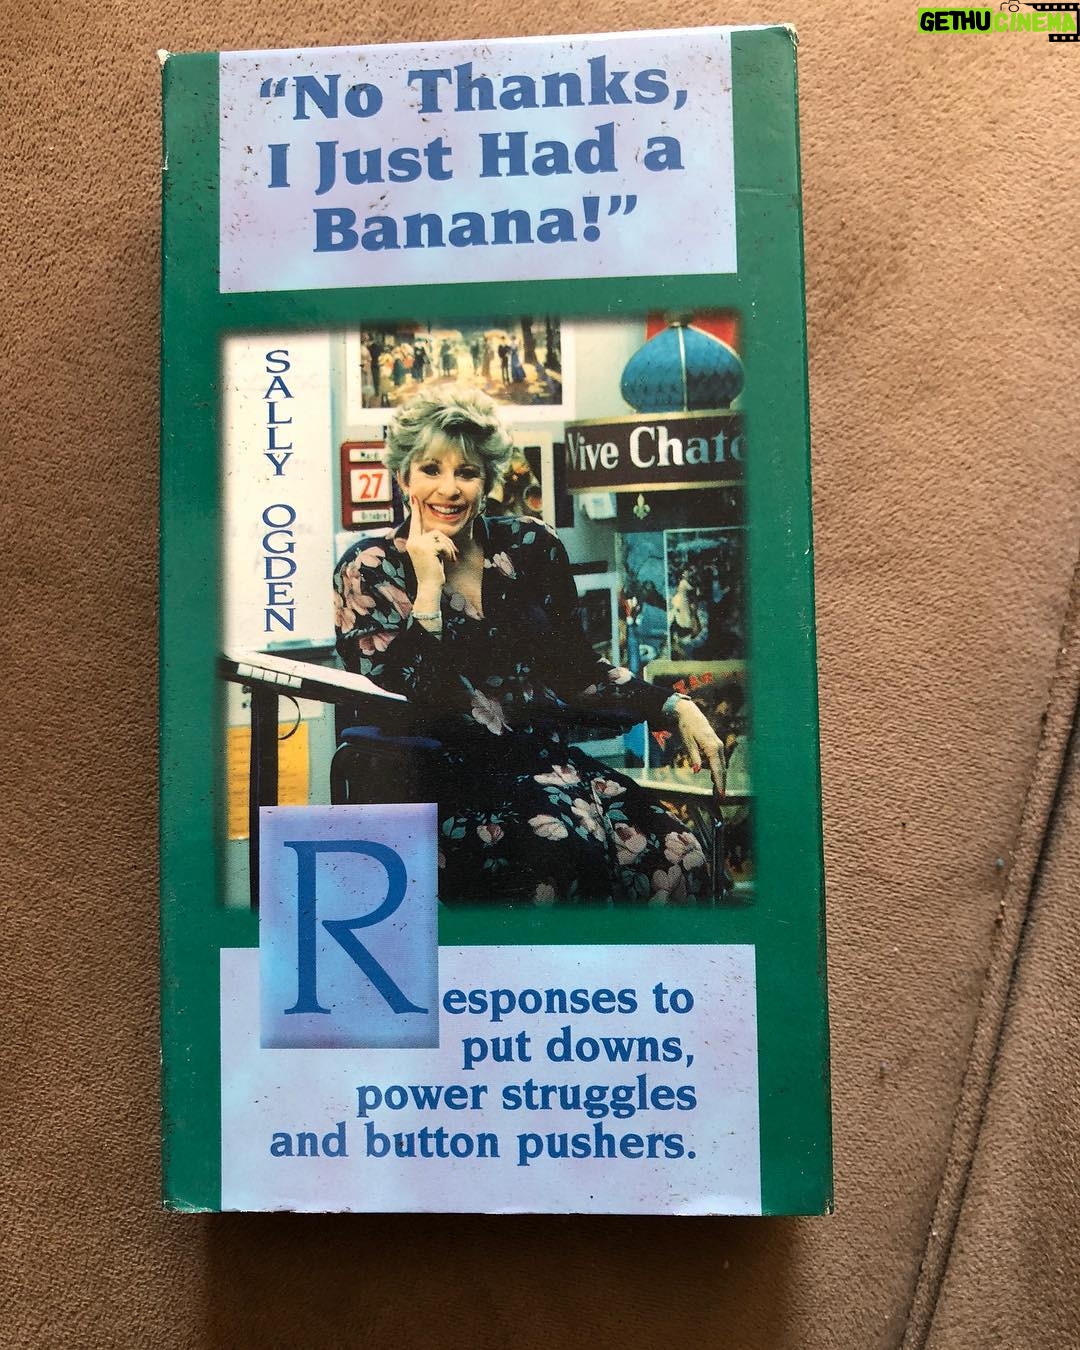 GETHU CINEMA
"No Thanks,
I Just Had a
Banana!"
SALLY OGDEN
27
Vive Chat
Responses to
put downs,
power struggles
and button pushers.